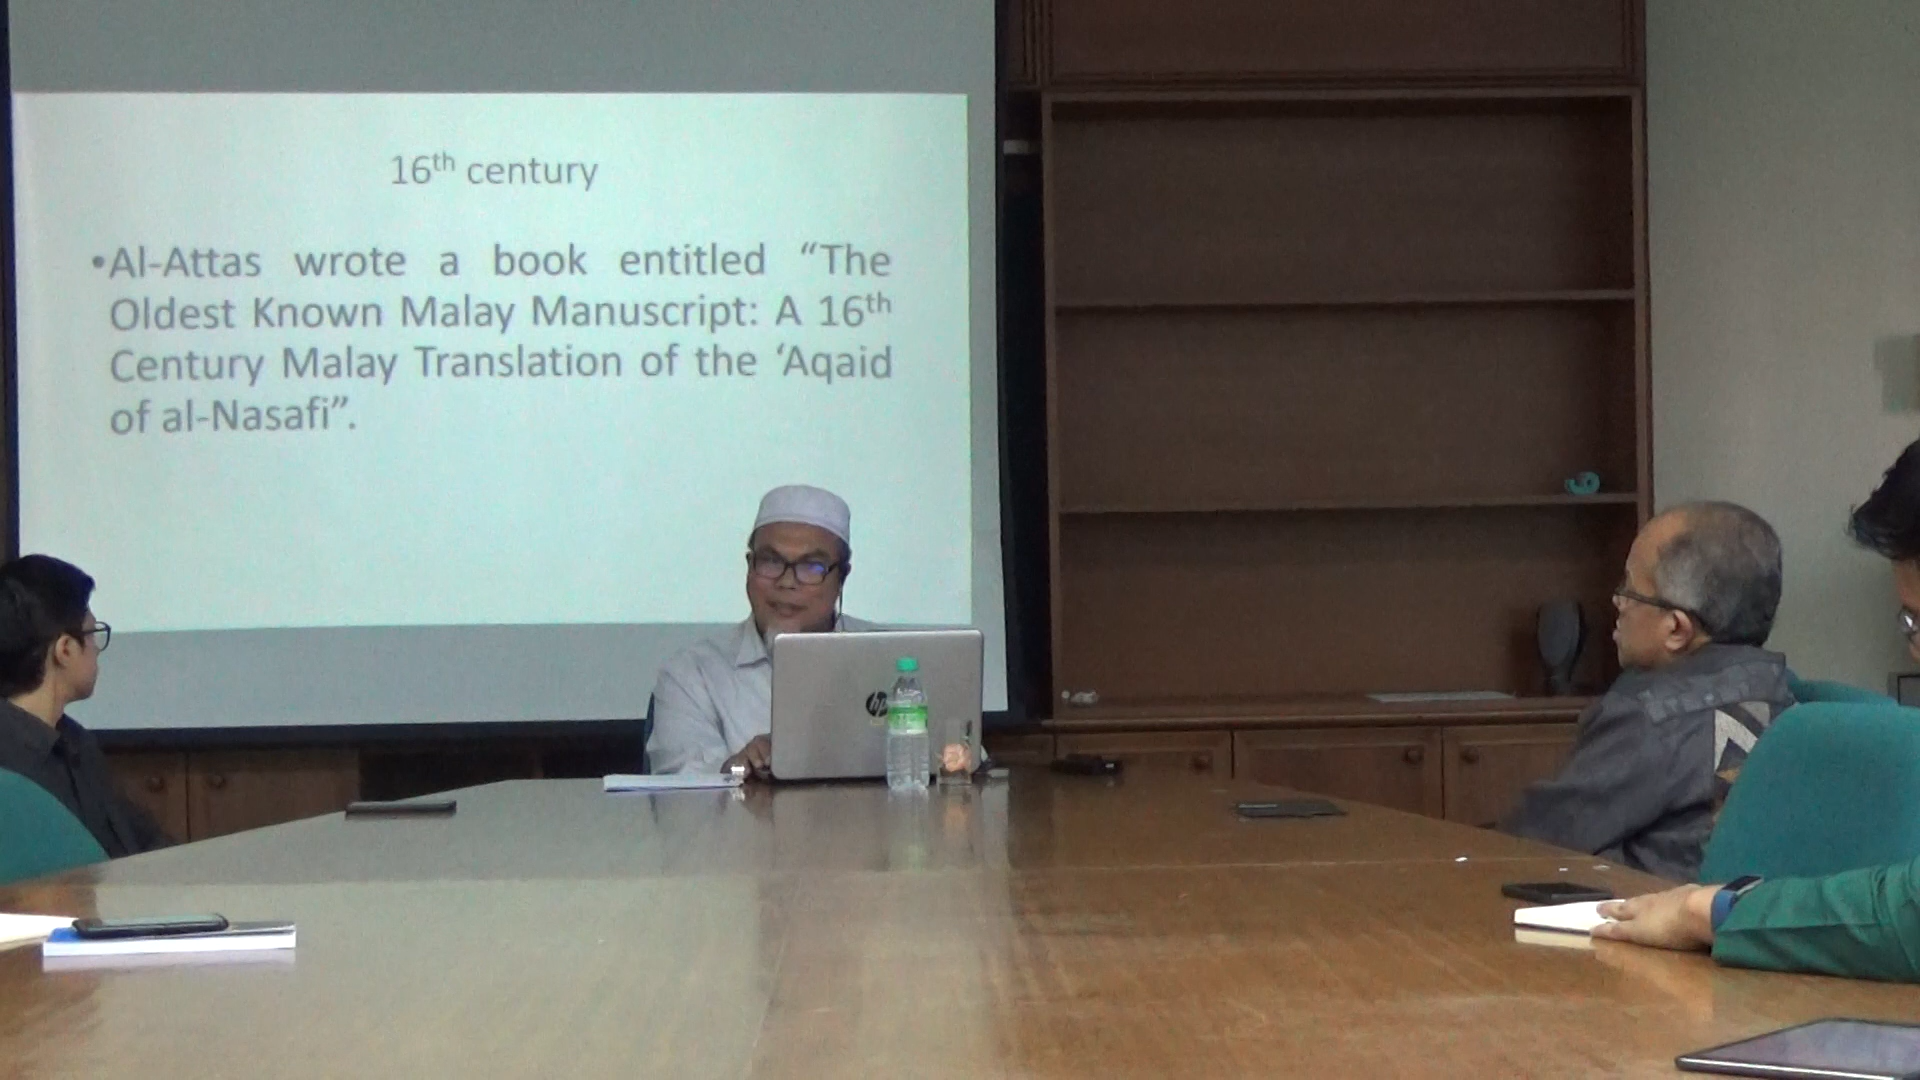 16th century
•Al-Attas wrote a book entitled “The
Oldest Known Malay Manuscript: A 16th
Century Malay Translation of the ‘Aqaid
of al-Nasafi”.
hp